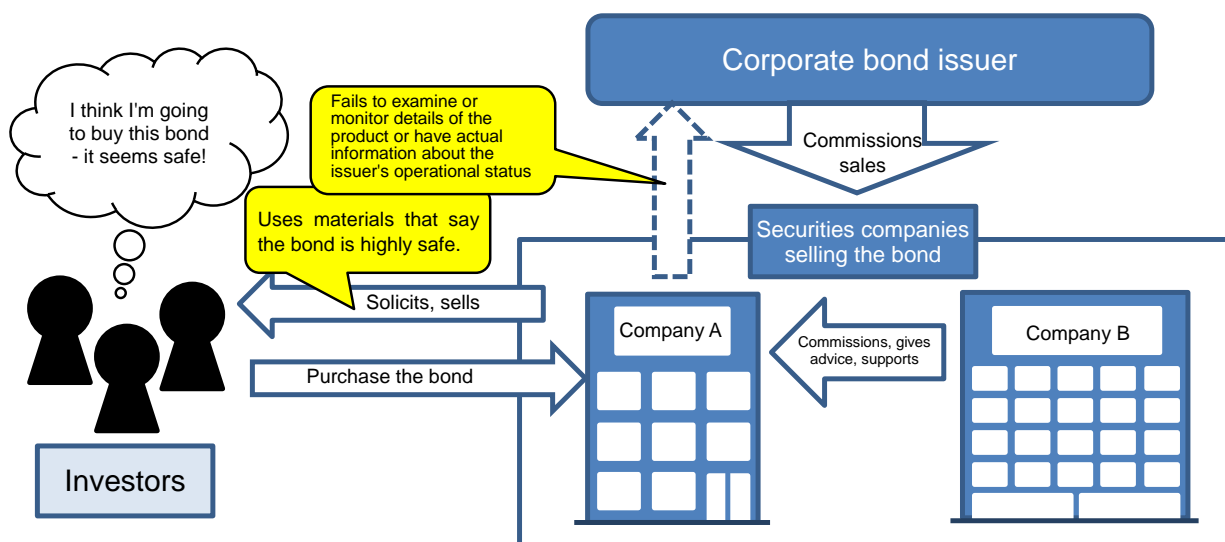 Corporate bond issuer
I think I'm going
to buy this bond
- it seems safe!
Fails to examine or
monitor details of the
product or have actual
information about the
issuer's operational status
Commissions
sales
Uses materials that say
the bond is highly safe.
Securities companies
selling the bond
Solicits, sells
Company A
Commissions, gives
advice, supports
Company B
Purchase the bond
Investors